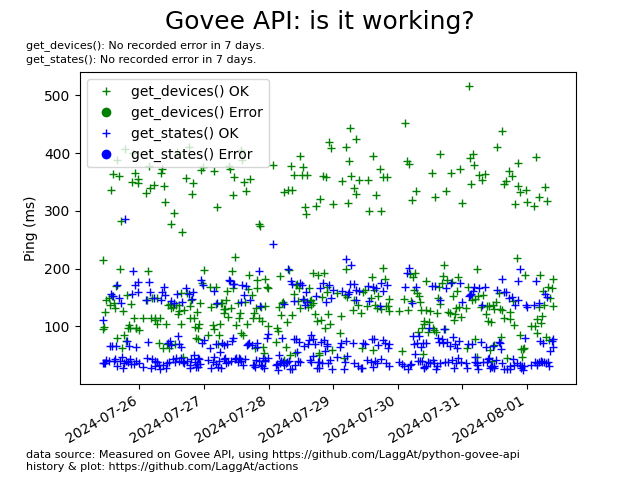 Govee API: is it working?
get_devices(): No recorded error in 7 days.
get_states(): No recorded error in 7 days.
get_devices() OK
get_devices() Error
get_states() OK
get_states() Error
Ping (ms)
500
400
300
200
100
2024-07-26
2024-07-27
2024-07-28
2024-07-29
2024-07-30
2024-07-31
2024-08-01
data source: Measured on Govee API, using https://github.com/LaggAt/python-govee-api
history & plot: https://github.com/LaggAt/actions